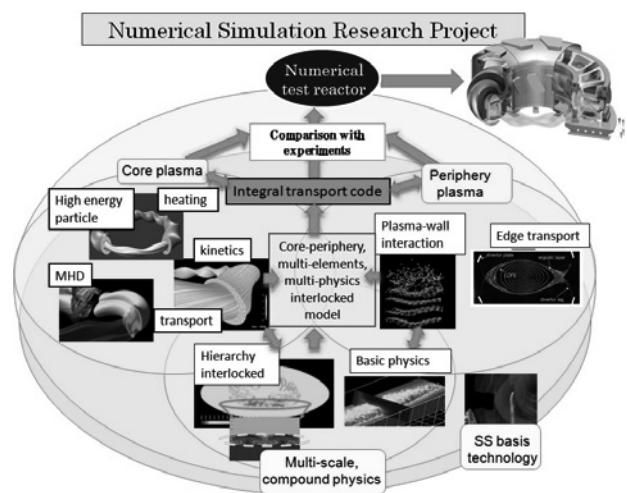 Numerical Simulation Research Project
Numerical
test reactor
Comparison with
experiments
Core plasma
Periphery
plasma
Integral transport code
High energy
particle
heating
kinetics
Plasma-wall
interaction
Edge transport
Core-periphery,
multi-elements,
multi-physics
interlocked
model
MHD
transport
Hierarchy
interlocked
Basic physics
SS basis
technology
Multi-scale,
compound physics